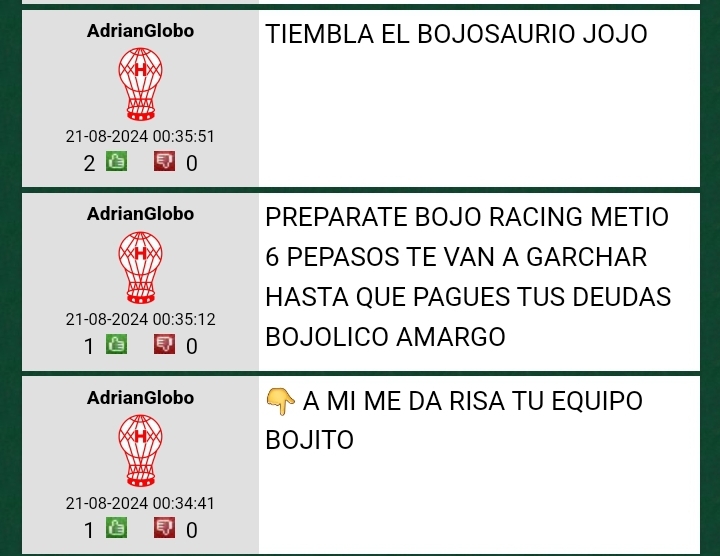 AdrianGlobo
H
21-08-2024 00:35:51
2 0
TIEMBLA EL BOJOSAURIO JOJO
AdrianGlobo
H
21-08-2024 00:35:12
1 0
PREPARATE BOJO RACING METIO
6 PEPASOS TE VAN A GARCHAR
HASTA QUE PAGUES TUS DEUDAS
BOJOLICO AMARGO
AdrianGlobo
H
21-08-2024 00:34:41
1 0
👇 A MI ME DA RISA TU EQUIPO
BOJITO